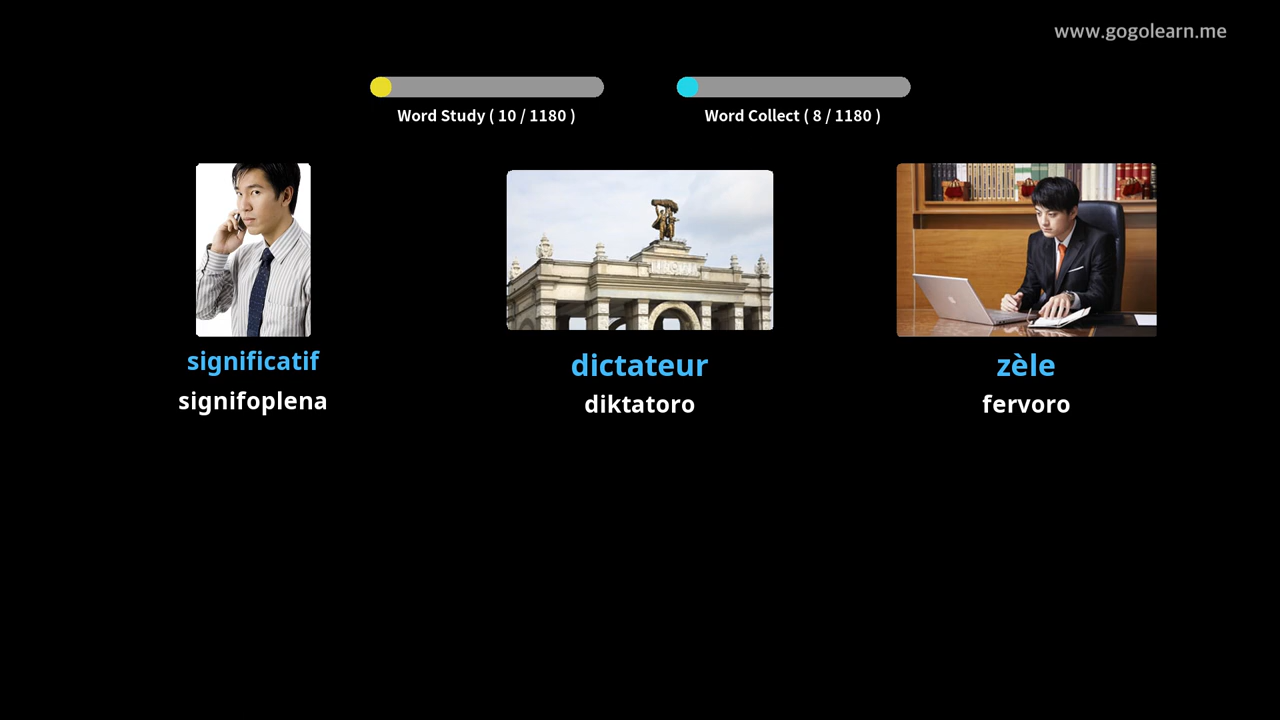 www.gogolearn.me
Word Study ( 10 / 1180 )
Word Collect ( 8 / 1180 )
significatif
signifoplena
dictateur
diktatoro
zèle
fervoro